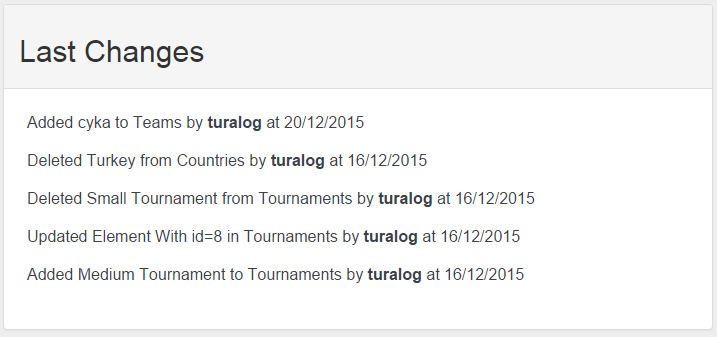 Last Changes
Added cyka to Teams by turalog at 20/12/2015
Deleted Turkey from Countries by turalog at 16/12/2015
Deleted Small Tournament from Tournaments by turalog at 16/12/2015
Updated Element With id=8 in Tournaments by turalog at 16/12/2015
Added Medium Tournament to Tournaments by turalog at 16/12/2015